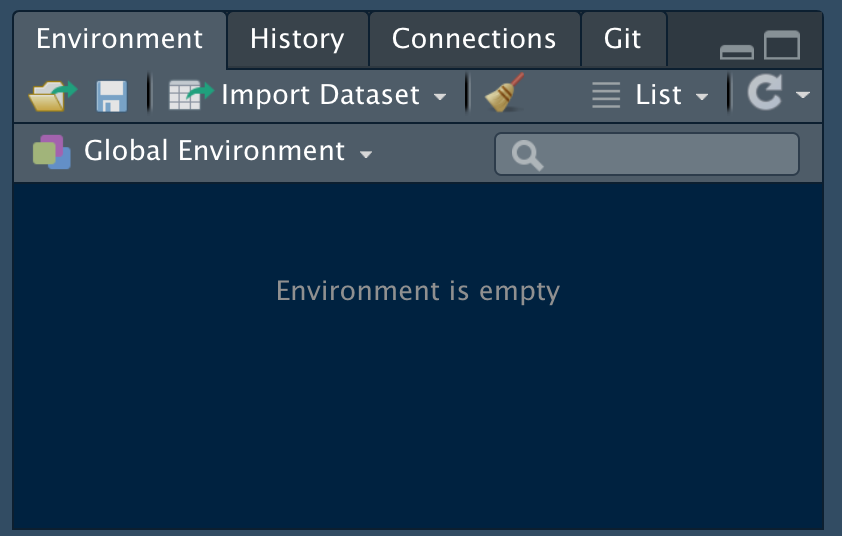 Environment History Connections Git
Import Dataset List
Global Environment
Environment is empty